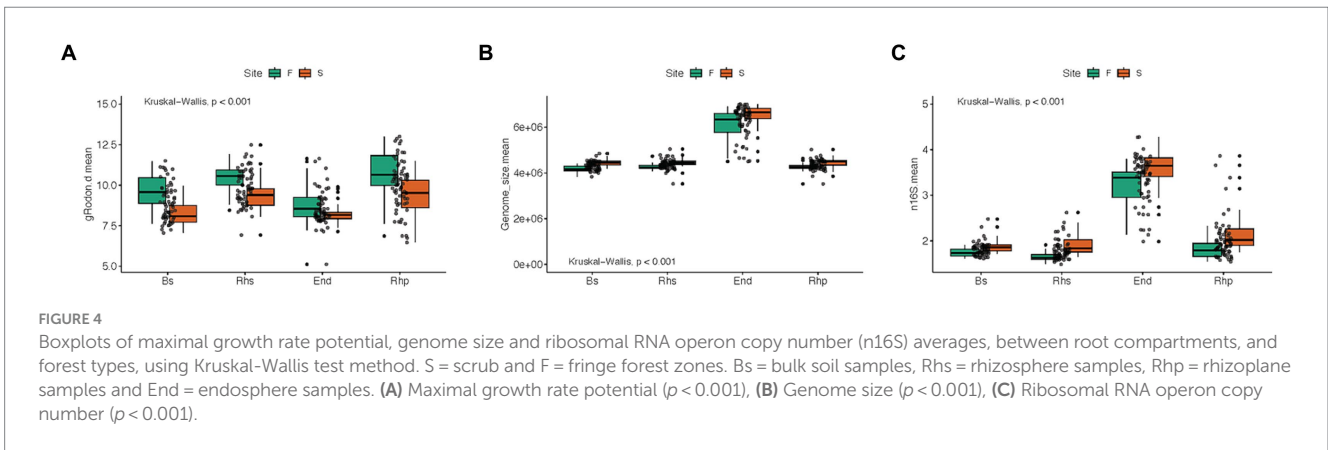 A
B
C
Site F S
Site F S
Site F S
Kruskal-Wallis, p < 0.001
15.0
12.5
10.0
7.5
5.0
gRodon.d mean
Bs Rhs End Rhp
6e+06
4e+06
2e+06
0e+00
Genome_size.mean
Kruskal-Wallis, p < 0.001
Bs Rhs End Rhp
Kruskal-Wallis, p < 0.001
5
4
3
2
n16S mean
Bs Rhs End Rhp
FIGURE 4
Boxplots of maximal growth rate potential, genome size and ribosomal RNA operon copy number (n16S) averages, between root compartments, and
forest types, using Kruskal-Wallis test method. S = scrub and F = fringe forest zones. Bs = bulk soil samples, Rhs = rhizosphere samples, Rhp = rhizoplane
samples and End = endosphere samples. (A) Maximal growth rate potential (p < 0.001), (B) Genome size (p < 0.001), (C) Ribosomal RNA operon copy
number (p < 0.001).